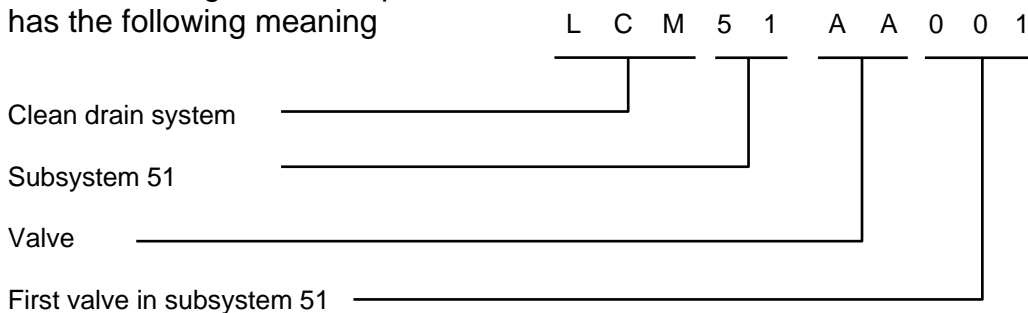 has the following meaning
L C M 5 1 A A 0 0 1
Clean drain system
Subsystem 51
Valve
First valve in subsystem 51